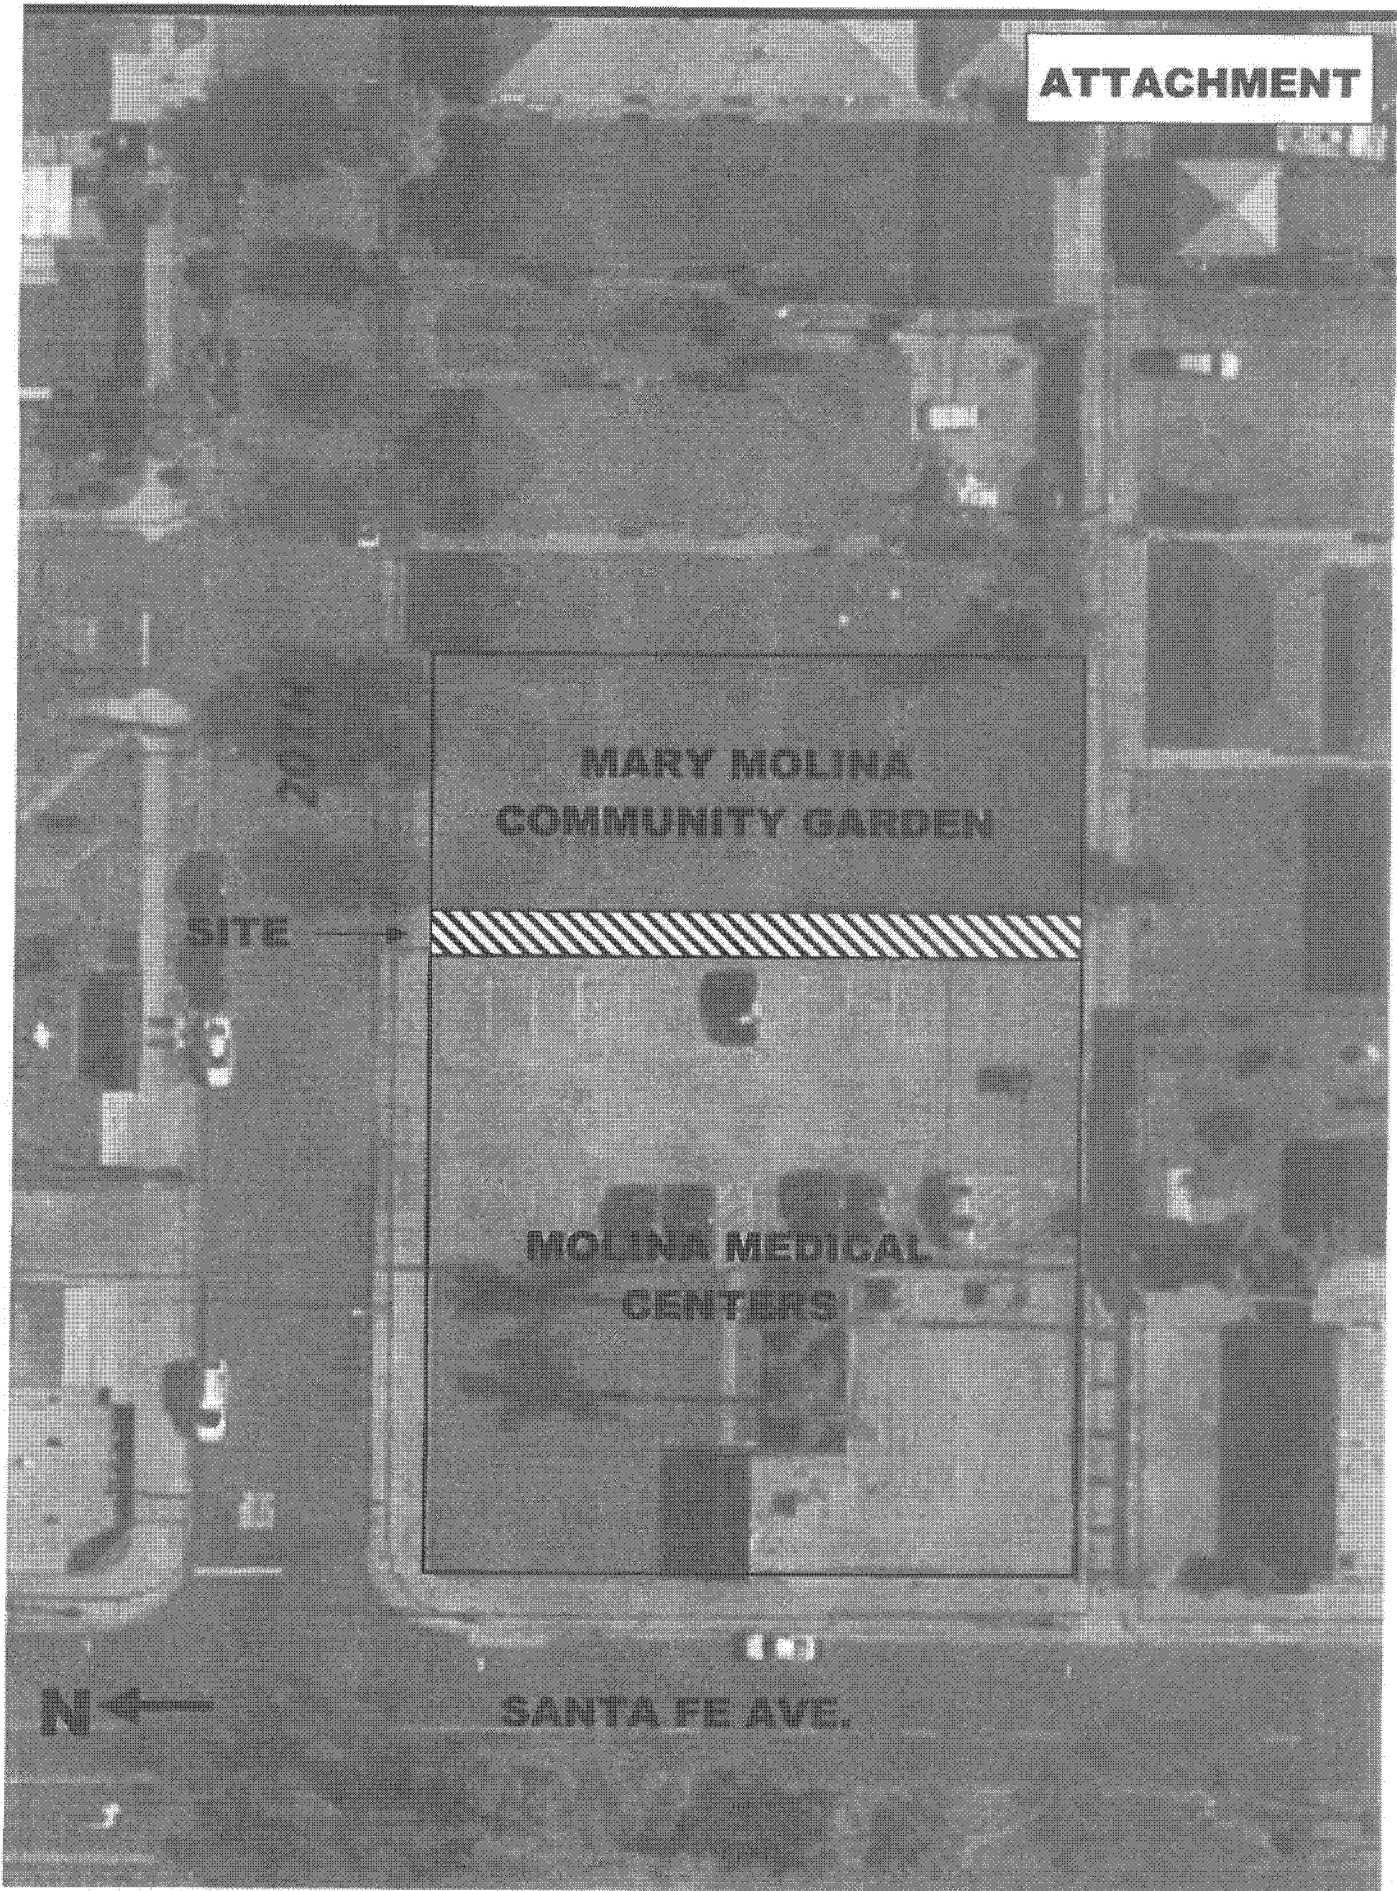 ATTACHMENT
MARY MOLINA
COMMUNITY GARDEN
SITE
MOLINA MEDICAL
CENTERS
N
SANTA FE AVE.